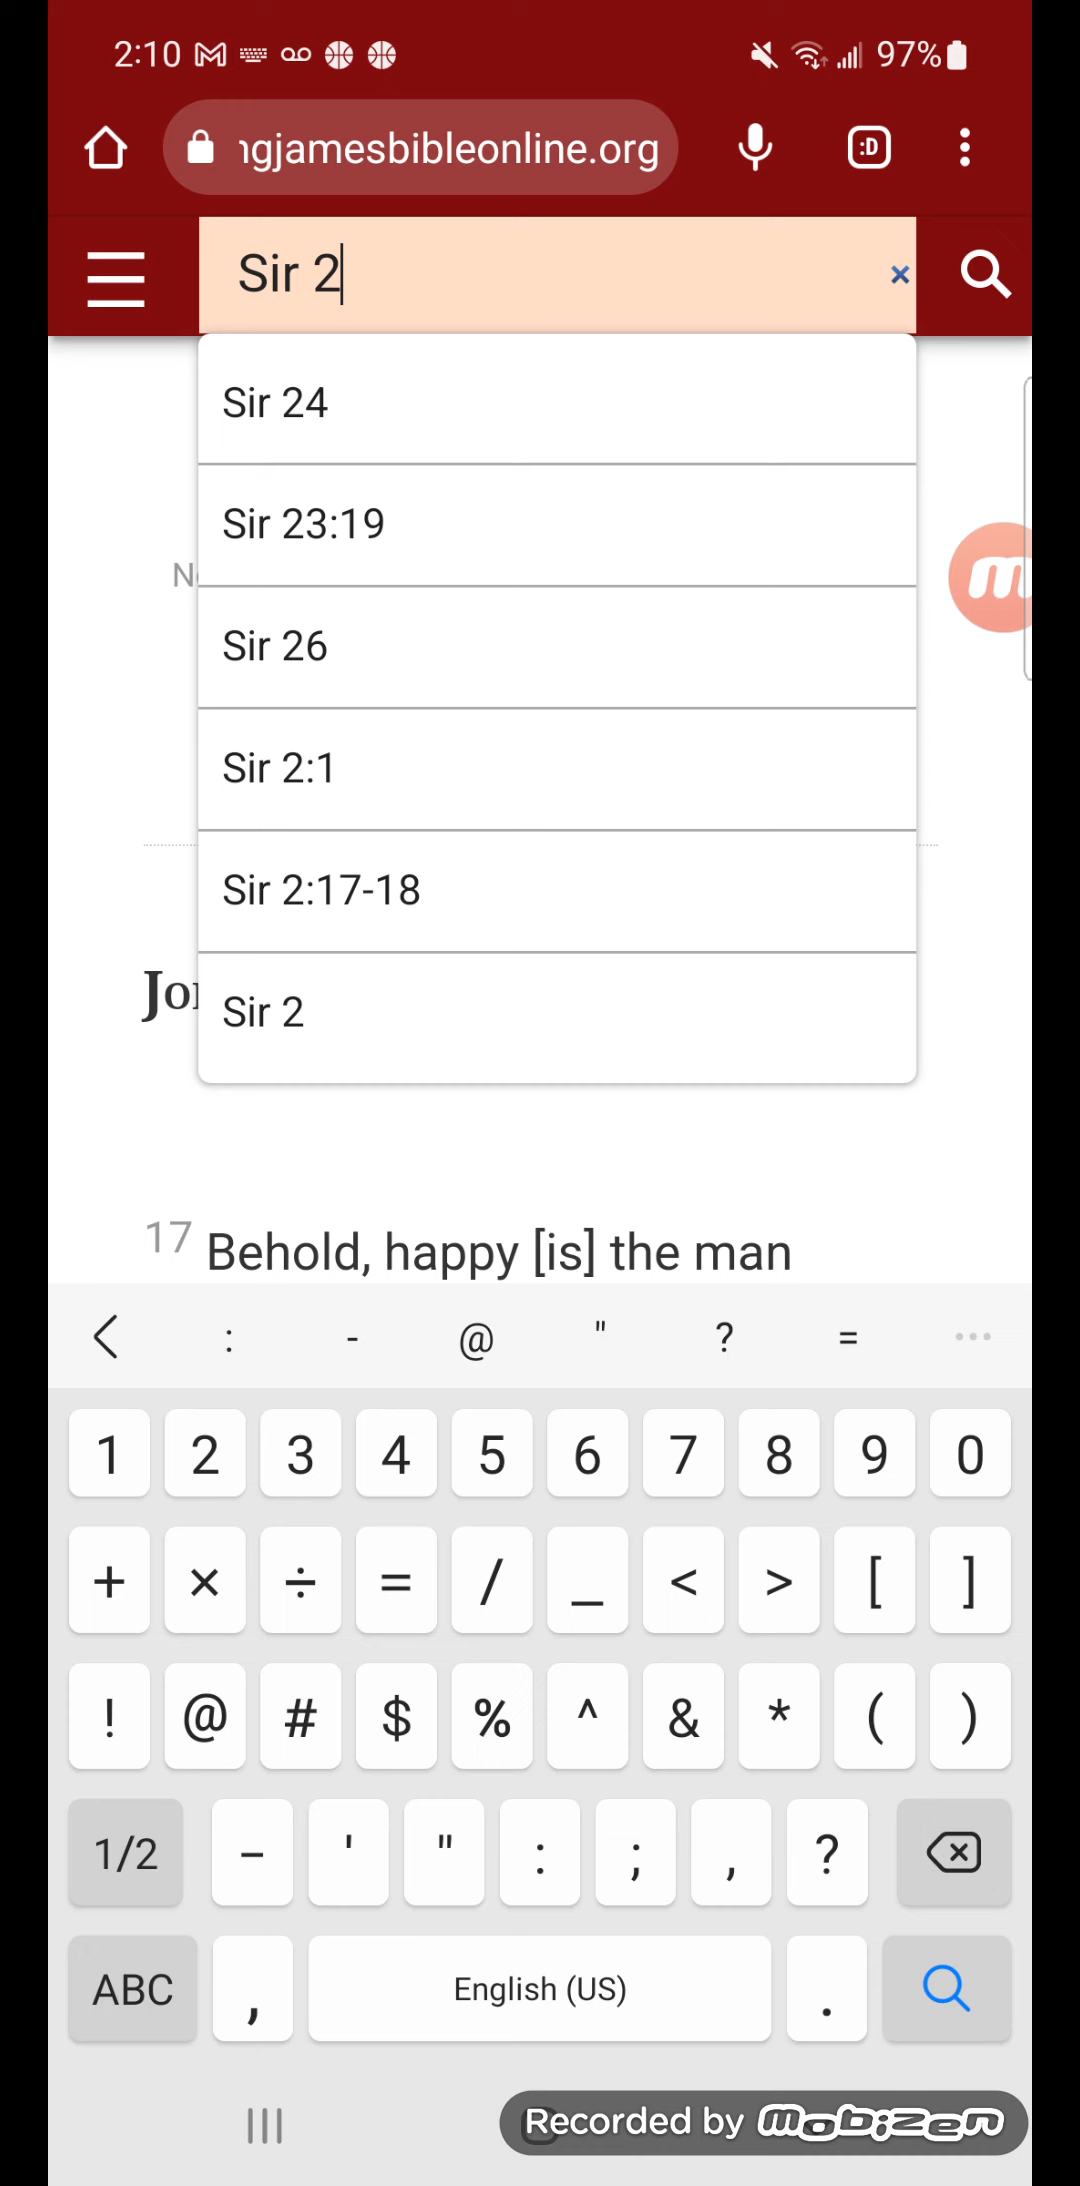 2:10 97%
ngjamesbibleonline.org :D
Sir 2 ×
Sir 24
Sir 23:19
Sir 26
Sir 2:1
Sir 2:17-18
Sir 2
17 Behold, happy [is] the man
: - @ " ? = ...
1 2 3 4 5 6 7 8 9 0
+ × ÷ = / _ < > [ ]
! @ # $ % ^ & * ( )
1/2 - ' " : ; , ?
ABC , English (US) .
Recorded by mobizen